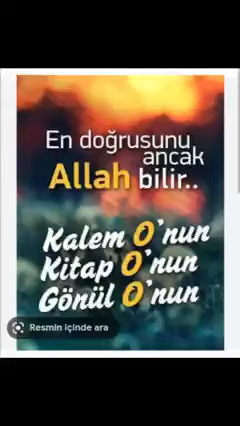 En doğrusunu
ancak
Allah bilir..
Kalem O'nun
Kitap O'nun
Gönül O'nun
Resmin içinde ara